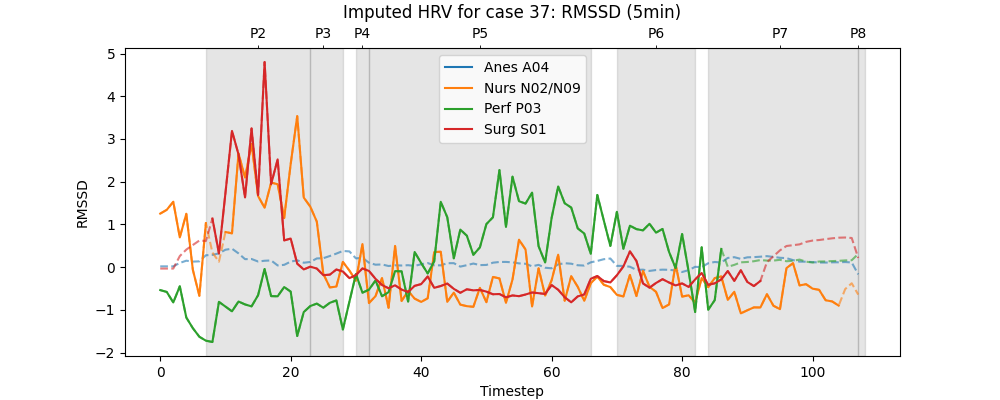 Imputed HRV for case 37: RMSSD (5min)
P2 P3 P4 P5 P6 P7 P8
Anes A04
Nurs N02/N09
Perf P03
Surg S01
RMSSD
5
4
3
2
1
0
−1
−2
0 20 40 60 80 100
Timestep